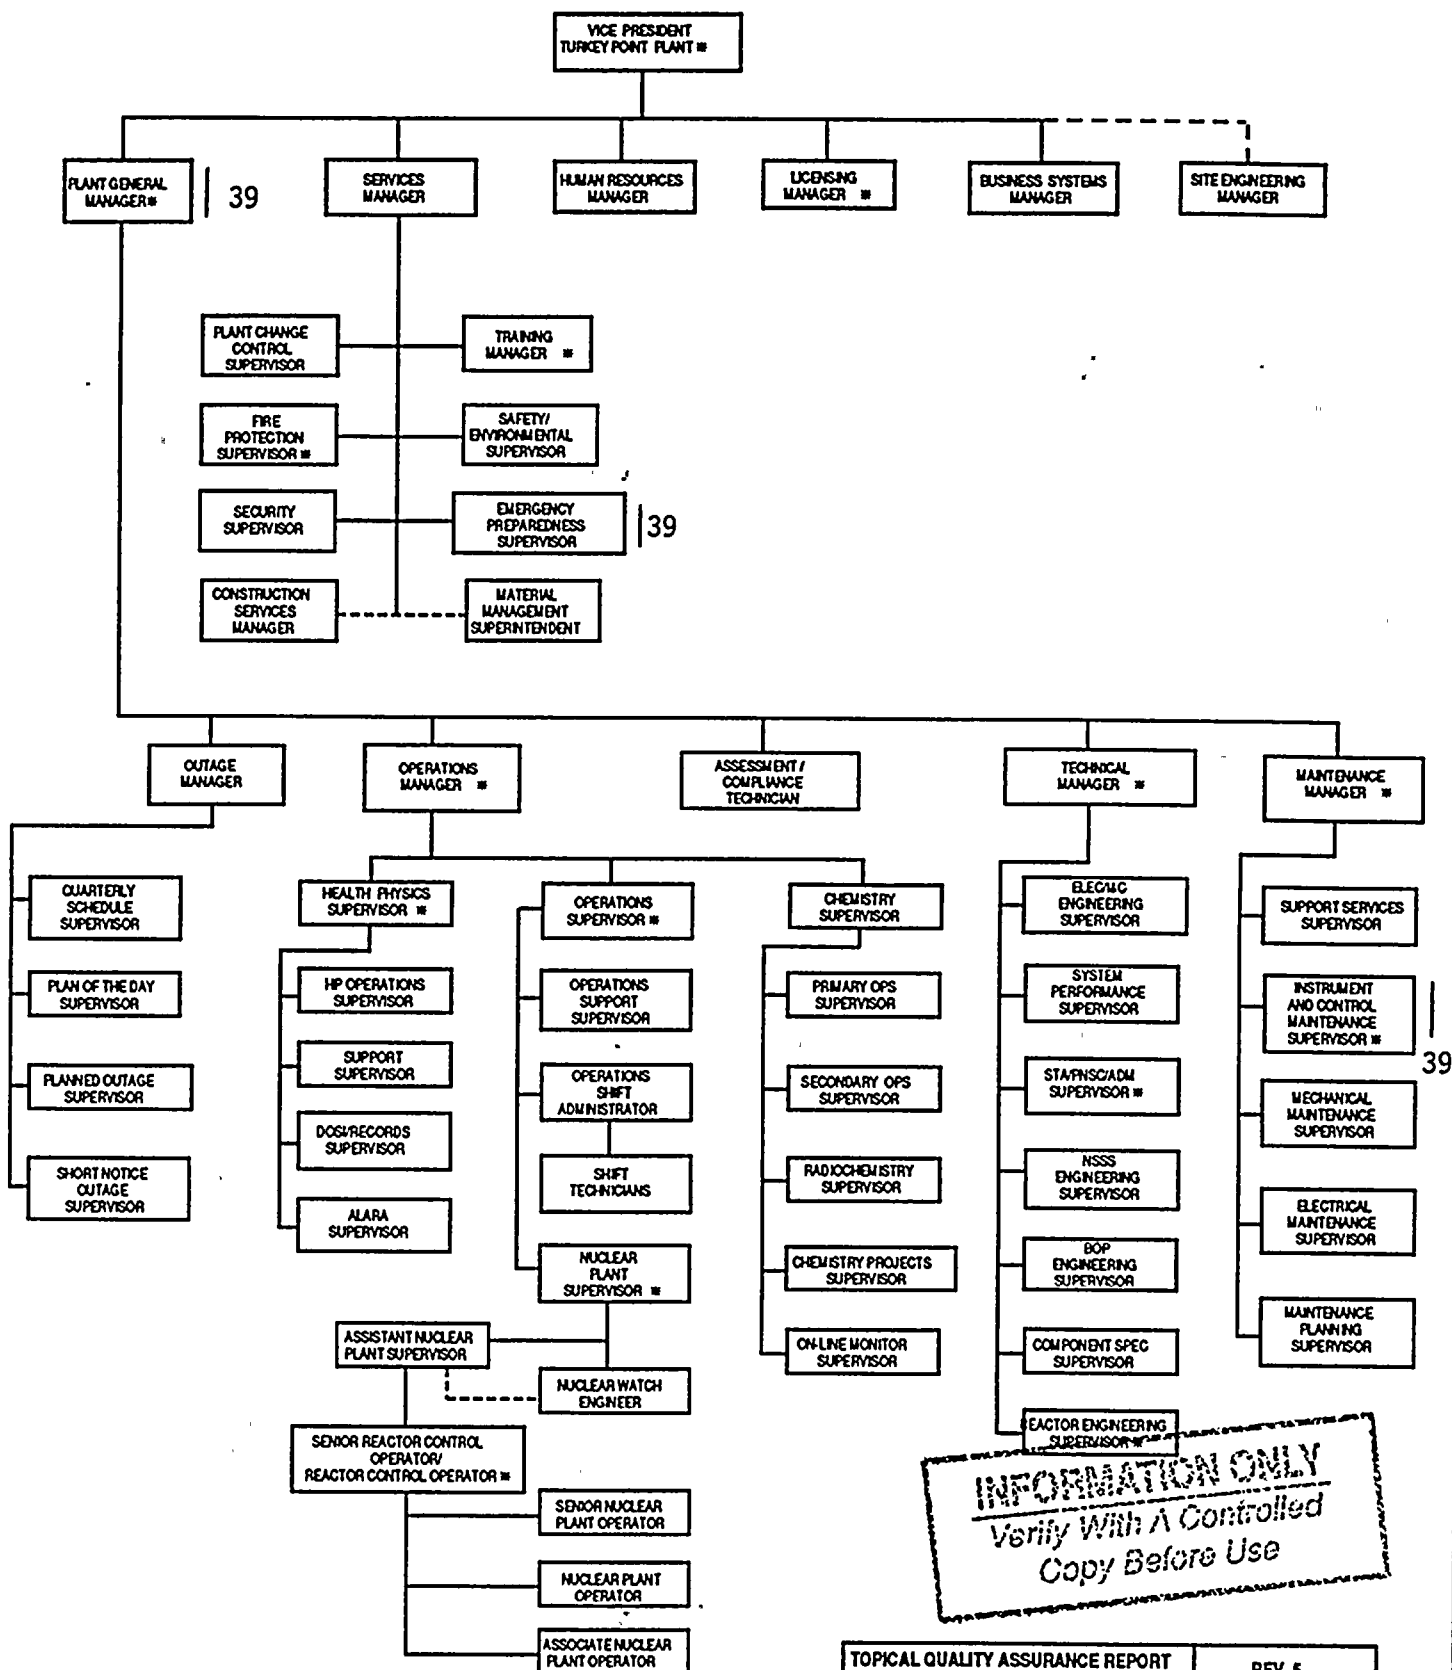 VICE PRESIDENT
TURKEY POINT PLANT *
PLANT GENERAL
MANAGER *
39
SERVICES
MANAGER
HUMAN RESOURCES
MANAGER
LICENSING
MANAGER *
BUSINESS SYSTEMS
MANAGER
SITE ENGINEERING
MANAGER
PLANT CHANGE
CONTROL
SUPERVISOR
TRAINING
MANAGER *
FIRE
PROTECTION
SUPERVISOR *
SAFETY/
ENVIRONMENTAL
SUPERVISOR
SECURITY
SUPERVISOR
EMERGENCY
PREPAREDNESS
SUPERVISOR
39
CONSTRUCTION
SERVICES
MANAGER
MATERIAL
MANAGEMENT
SUPERINTENDENT
OUTAGE
MANAGER
OPERATIONS
MANAGER *
ASSESSMENT /
COMPLIANCE
TECHNICIAN
TECHNICAL
MANAGER *
MAINTENANCE
MANAGER *
QUARTERLY
SCHEDULE
SUPERVISOR
PLAN OF THE DAY
SUPERVISOR
PLANNED OUTAGE
SUPERVISOR
SHORT NOTICE
OUTAGE
SUPERVISOR
HEALTH PHYSICS
SUPERVISOR *
HP OPERATIONS
SUPERVISOR
SUPPORT
SUPERVISOR
DOSI/RECORDS
SUPERVISOR
ALARA
SUPERVISOR
OPERATIONS
SUPERVISOR *
OPERATIONS
SUPPORT
SUPERVISOR
OPERATIONS
SHIFT
ADMINISTRATOR
SHIFT
TECHNICIANS
NUCLEAR
PLANT
SUPERVISOR *
ASSISTANT NUCLEAR
PLANT SUPERVISOR
NUCLEAR WATCH
ENGINEER
SENIOR REACTOR CONTROL
OPERATOR/
REACTOR CONTROL OPERATOR *
SENIOR NUCLEAR
PLANT OPERATOR
NUCLEAR PLANT
OPERATOR
ASSOCIATE NUCLEAR
PLANT OPERATOR
CHEMISTRY
SUPERVISOR
PRIMARY OPS
SUPERVISOR
SECONDARY OPS
SUPERVISOR
RADIOCHEMISTRY
SUPERVISOR
CHEMISTRY PROJECTS
SUPERVISOR
ON-LINE MONITOR
SUPERVISOR
ELEC/I&C
ENGINEERING
SUPERVISOR
SYSTEM
PERFORMANCE
SUPERVISOR
STA/PNSC/ADM
SUPERVISOR *
NSSS
ENGINEERING
SUPERVISOR
BOP
ENGINEERING
SUPERVISOR
COMPONENT SPEC
SUPERVISOR
EACTOR ENGINEERING
SUPERVISOR *
SUPPORT SERVICES
SUPERVISOR
INSTRUMENT
AND CONTROL
MAINTENANCE
SUPERVISOR *
39
MECHANICAL
MAINTENANCE
SUPERVISOR
ELECTRICAL
MAINTENANCE
SUPERVISOR
MAINTENANCE
PLANNING
SUPERVISOR
INFORMATION ONLY
Verify With A Controlled
Copy Before Use
TOPICAL QUALITY ASSURANCE REPORT
REV. 5